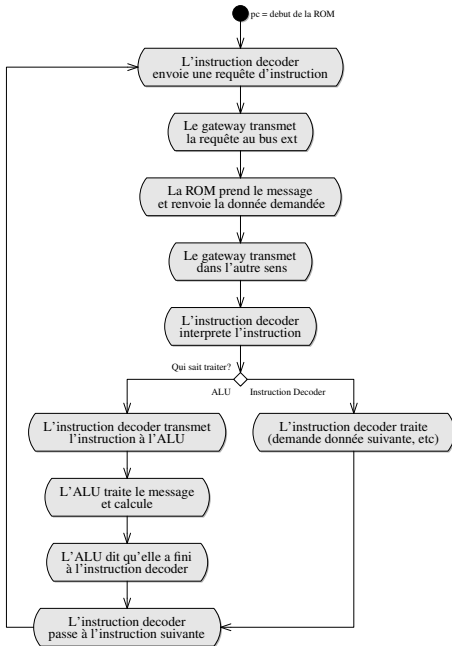 pc = debut de la ROM
L'instruction decoder
envoie une requête d'instruction
Le gateway transmet
la requête au bus ext
La ROM prend le message
et renvoie la donnée demandée
Le gateway transmet
dans l'autre sens
L'instruction decoder
interprete l'instruction
Qui sait traiter?
ALU
Instruction Decoder
L'instruction decoder transmet
l'instruction à l'ALU
L'instruction decoder traite
(demande donnée suivante, etc)
L'ALU traite le message
et calcule
L'ALU dit qu'elle a fini
à l'instruction decoder
L'instruction decoder
passe à l'instruction suivante